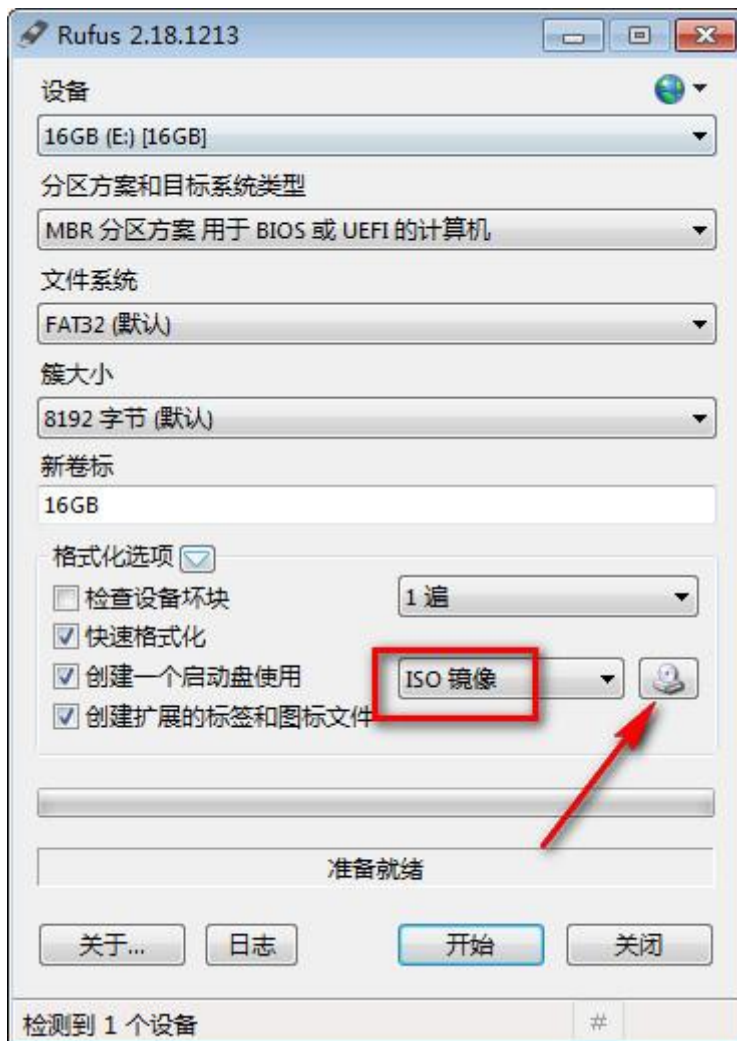 Rufus 2.18.1213
设备
16GB (E:) [16GB]
分区方案和目标系统类型
MBR 分区方案 用于 BIOS 或 UEFI 的计算机
文件系统
FAT32 (默认)
簇大小
8192 字节 (默认)
新卷标
16GB
格式化选项
检查设备坏块 1 遍
快速格式化
创建一个启动盘使用 ISO 镜像
创建扩展的标签和图标文件
准备就绪
关于... 日志 开始 关闭
检测到 1 个设备 #